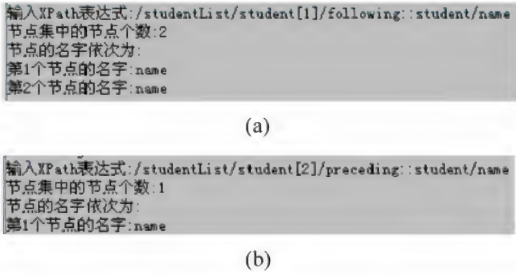 输入XPath表达式:/studentList/student[1]/following::student/name
节点集中的节点个数:2
节点的名字依次为:
第1个节点的名字:name
第2个节点的名字:name
(a)
输入XPath表达式:/studentList/student[2]/preceding::student/name
节点集中的节点个数:1
节点的名字依次为:
第1个节点的名字:name
(b)